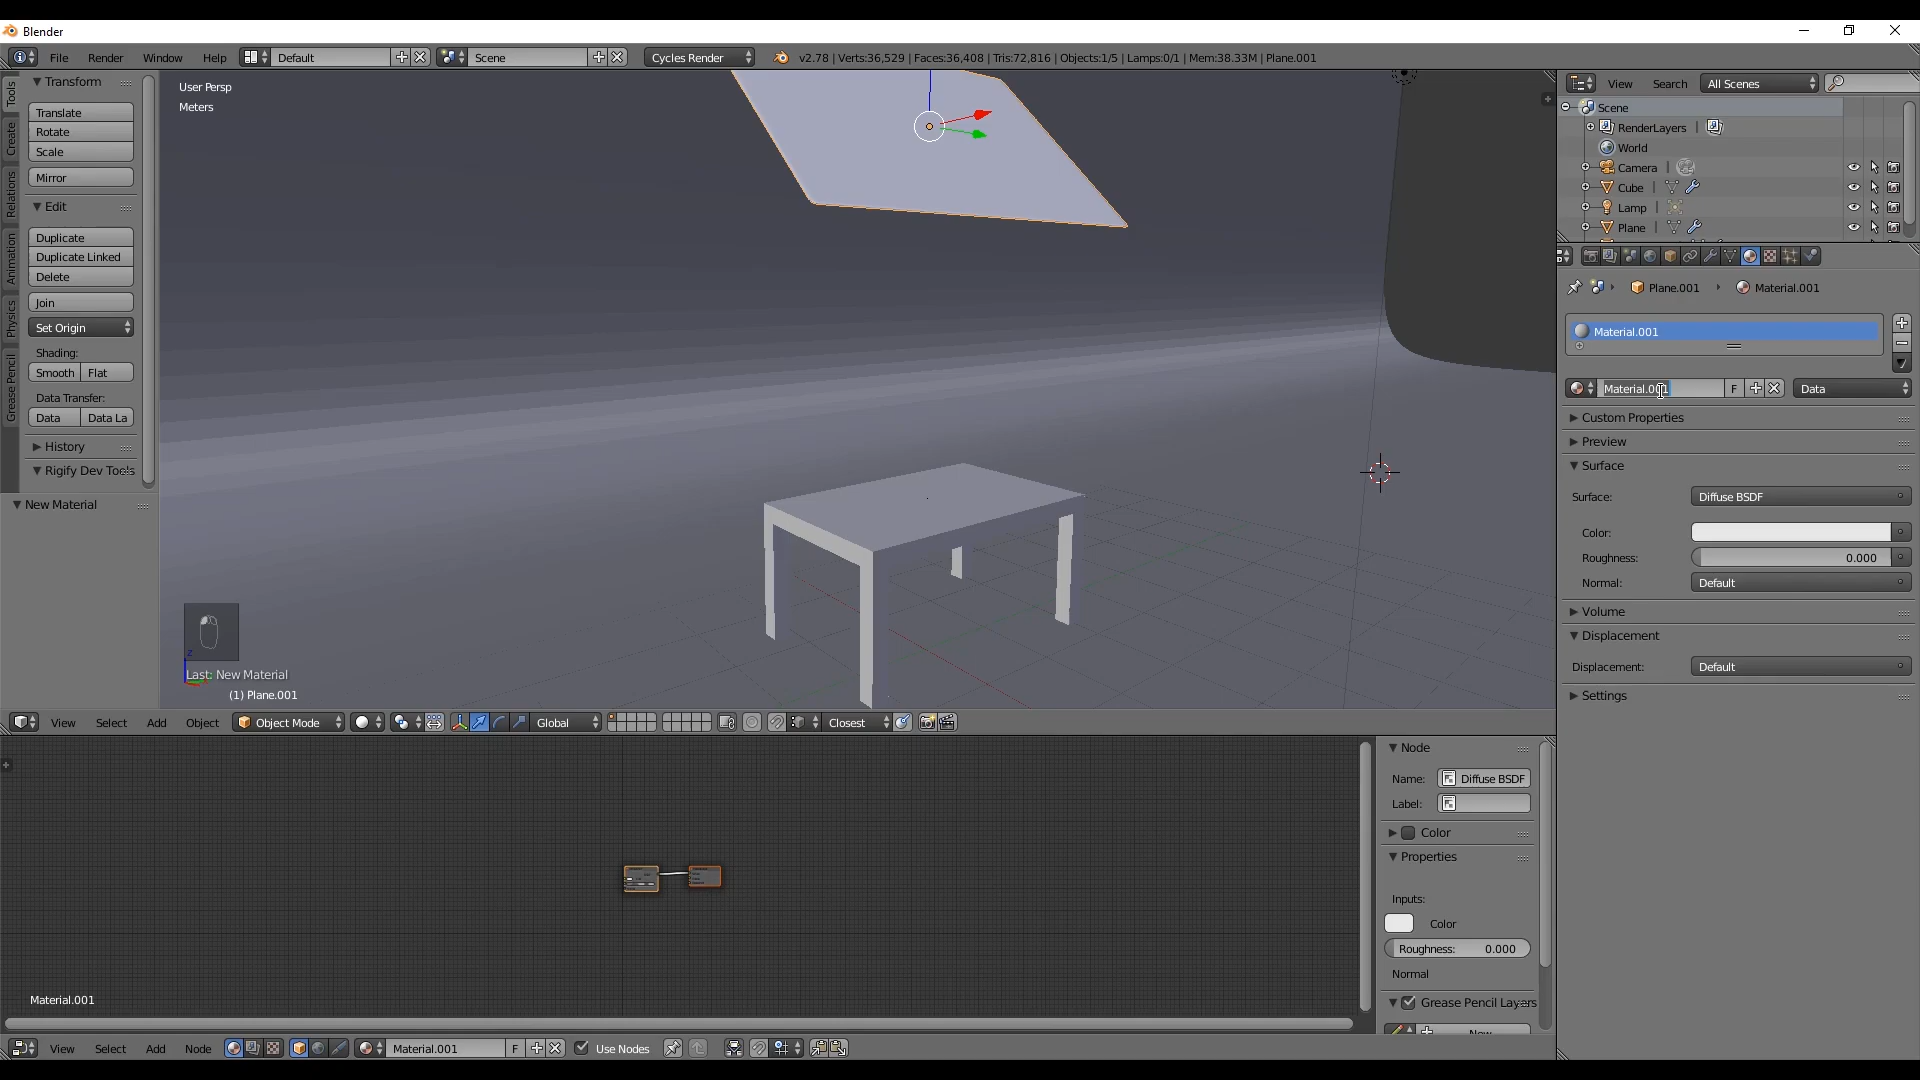 Blender
File Render Window Help Default Scene Cycles Render v2.78 | Verts:36,529 | Faces:36,408 | Tris:72,816 | Objects:1/5 | Lamps:0/1 | Mem:38.33M | Plane.001
Tools
Create
Relations
Animation
Physics
Grease Pencil
Transform
Translate
Rotate
Scale
Mirror
Edit
Duplicate
Duplicate Linked
Delete
Join
Set Origin
Shading:
Smooth Flat
Data Transfer:
Data Data La
History
Rigify Dev Tools
New Material
User Persp
Meters
z
Last: New Material
(1) Plane.001
View Select Add Object Object Mode Global Closest
View Search All Scenes
Scene
RenderLayers |
World
Camera |
Cube
Lamp |
Plane |
Plane.001 Material.001
Material.001
Material.001 F Data
Custom Properties
Preview
Surface
Surface: Diffuse BSDF
Color:
Roughness: 0.000
Normal: Default
Volume
Displacement
Displacement: Default
Settings
Node
Name: Diffuse BSDF
Label:
Color
Properties
Inputs:
Color
Roughness: 0.000
Normal
Grease Pencil Layers
New
Material.001
View Select Add Node Material.001 F Use Nodes